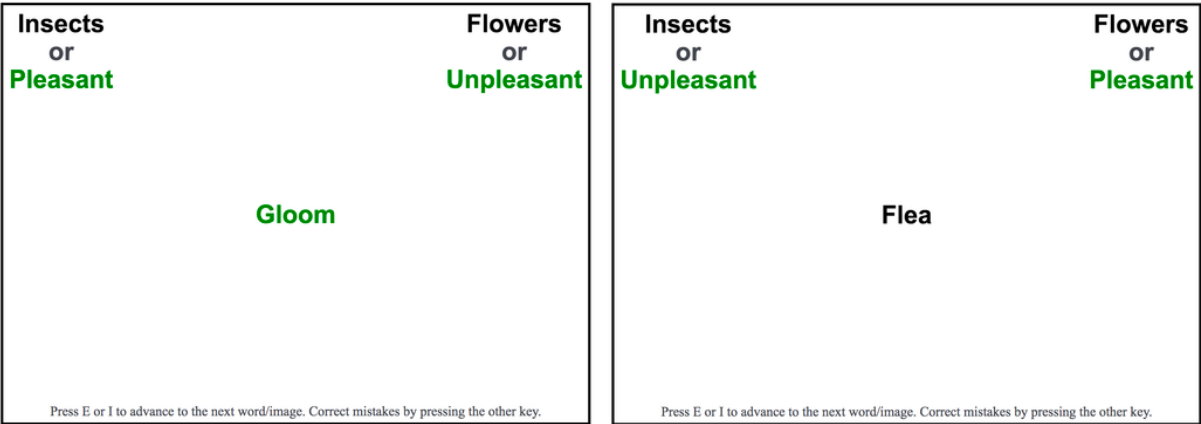 Insects
or
Pleasant
Flowers
or
Unpleasant
Gloom
Press E or I to advance to the next word/image. Correct mistakes by pressing the other key.
Insects
or
Unpleasant
Flowers
or
Pleasant
Flea
Press E or I to advance to the next word/image. Correct mistakes by pressing the other key.